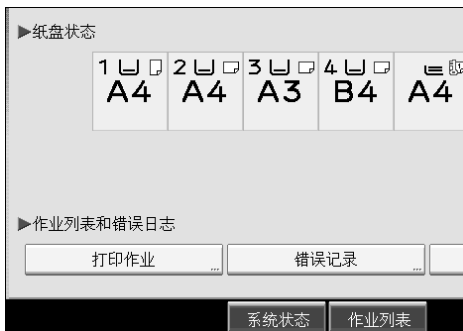 ▶纸盘状态
1 2 3 4
A4 A4 A3 B4 A4
▶作业列表和错误日志
打印作业 ... 错误记录 ...
系统状态 作业列表